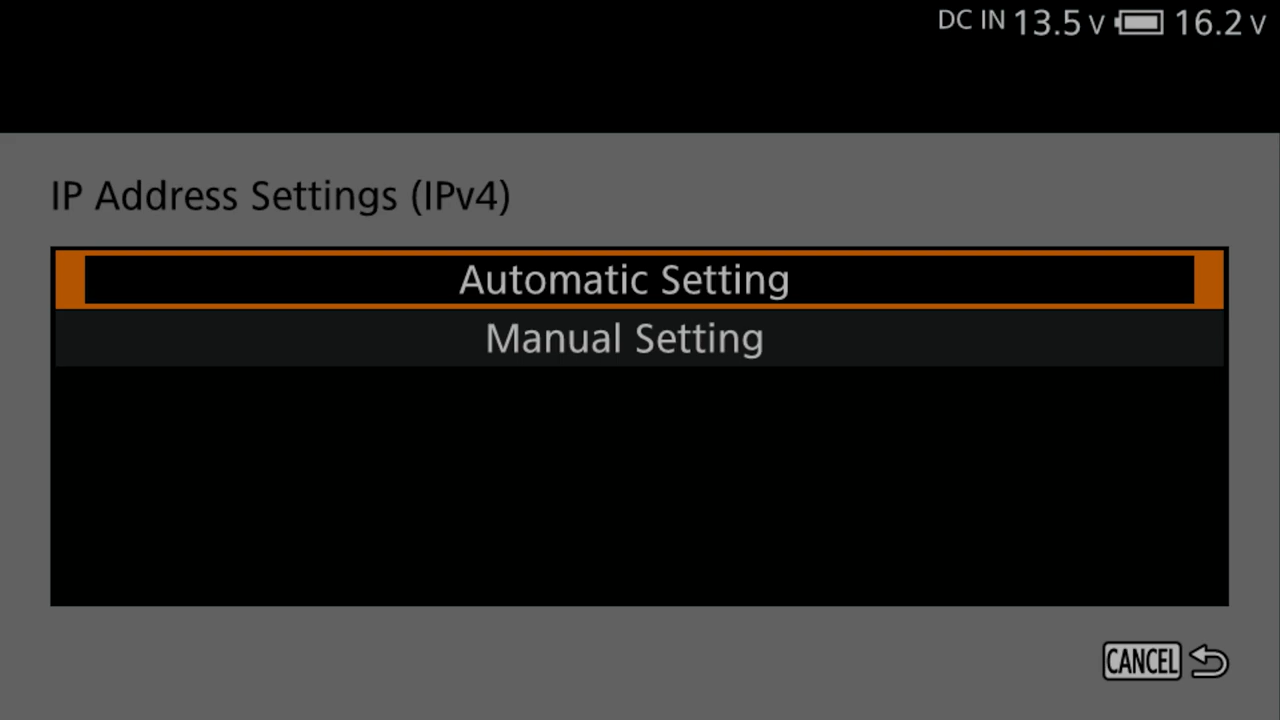 DC IN 13.5 V 16.2 V
IP Address Settings (IPv4)
Automatic Setting
Manual Setting
CANCEL